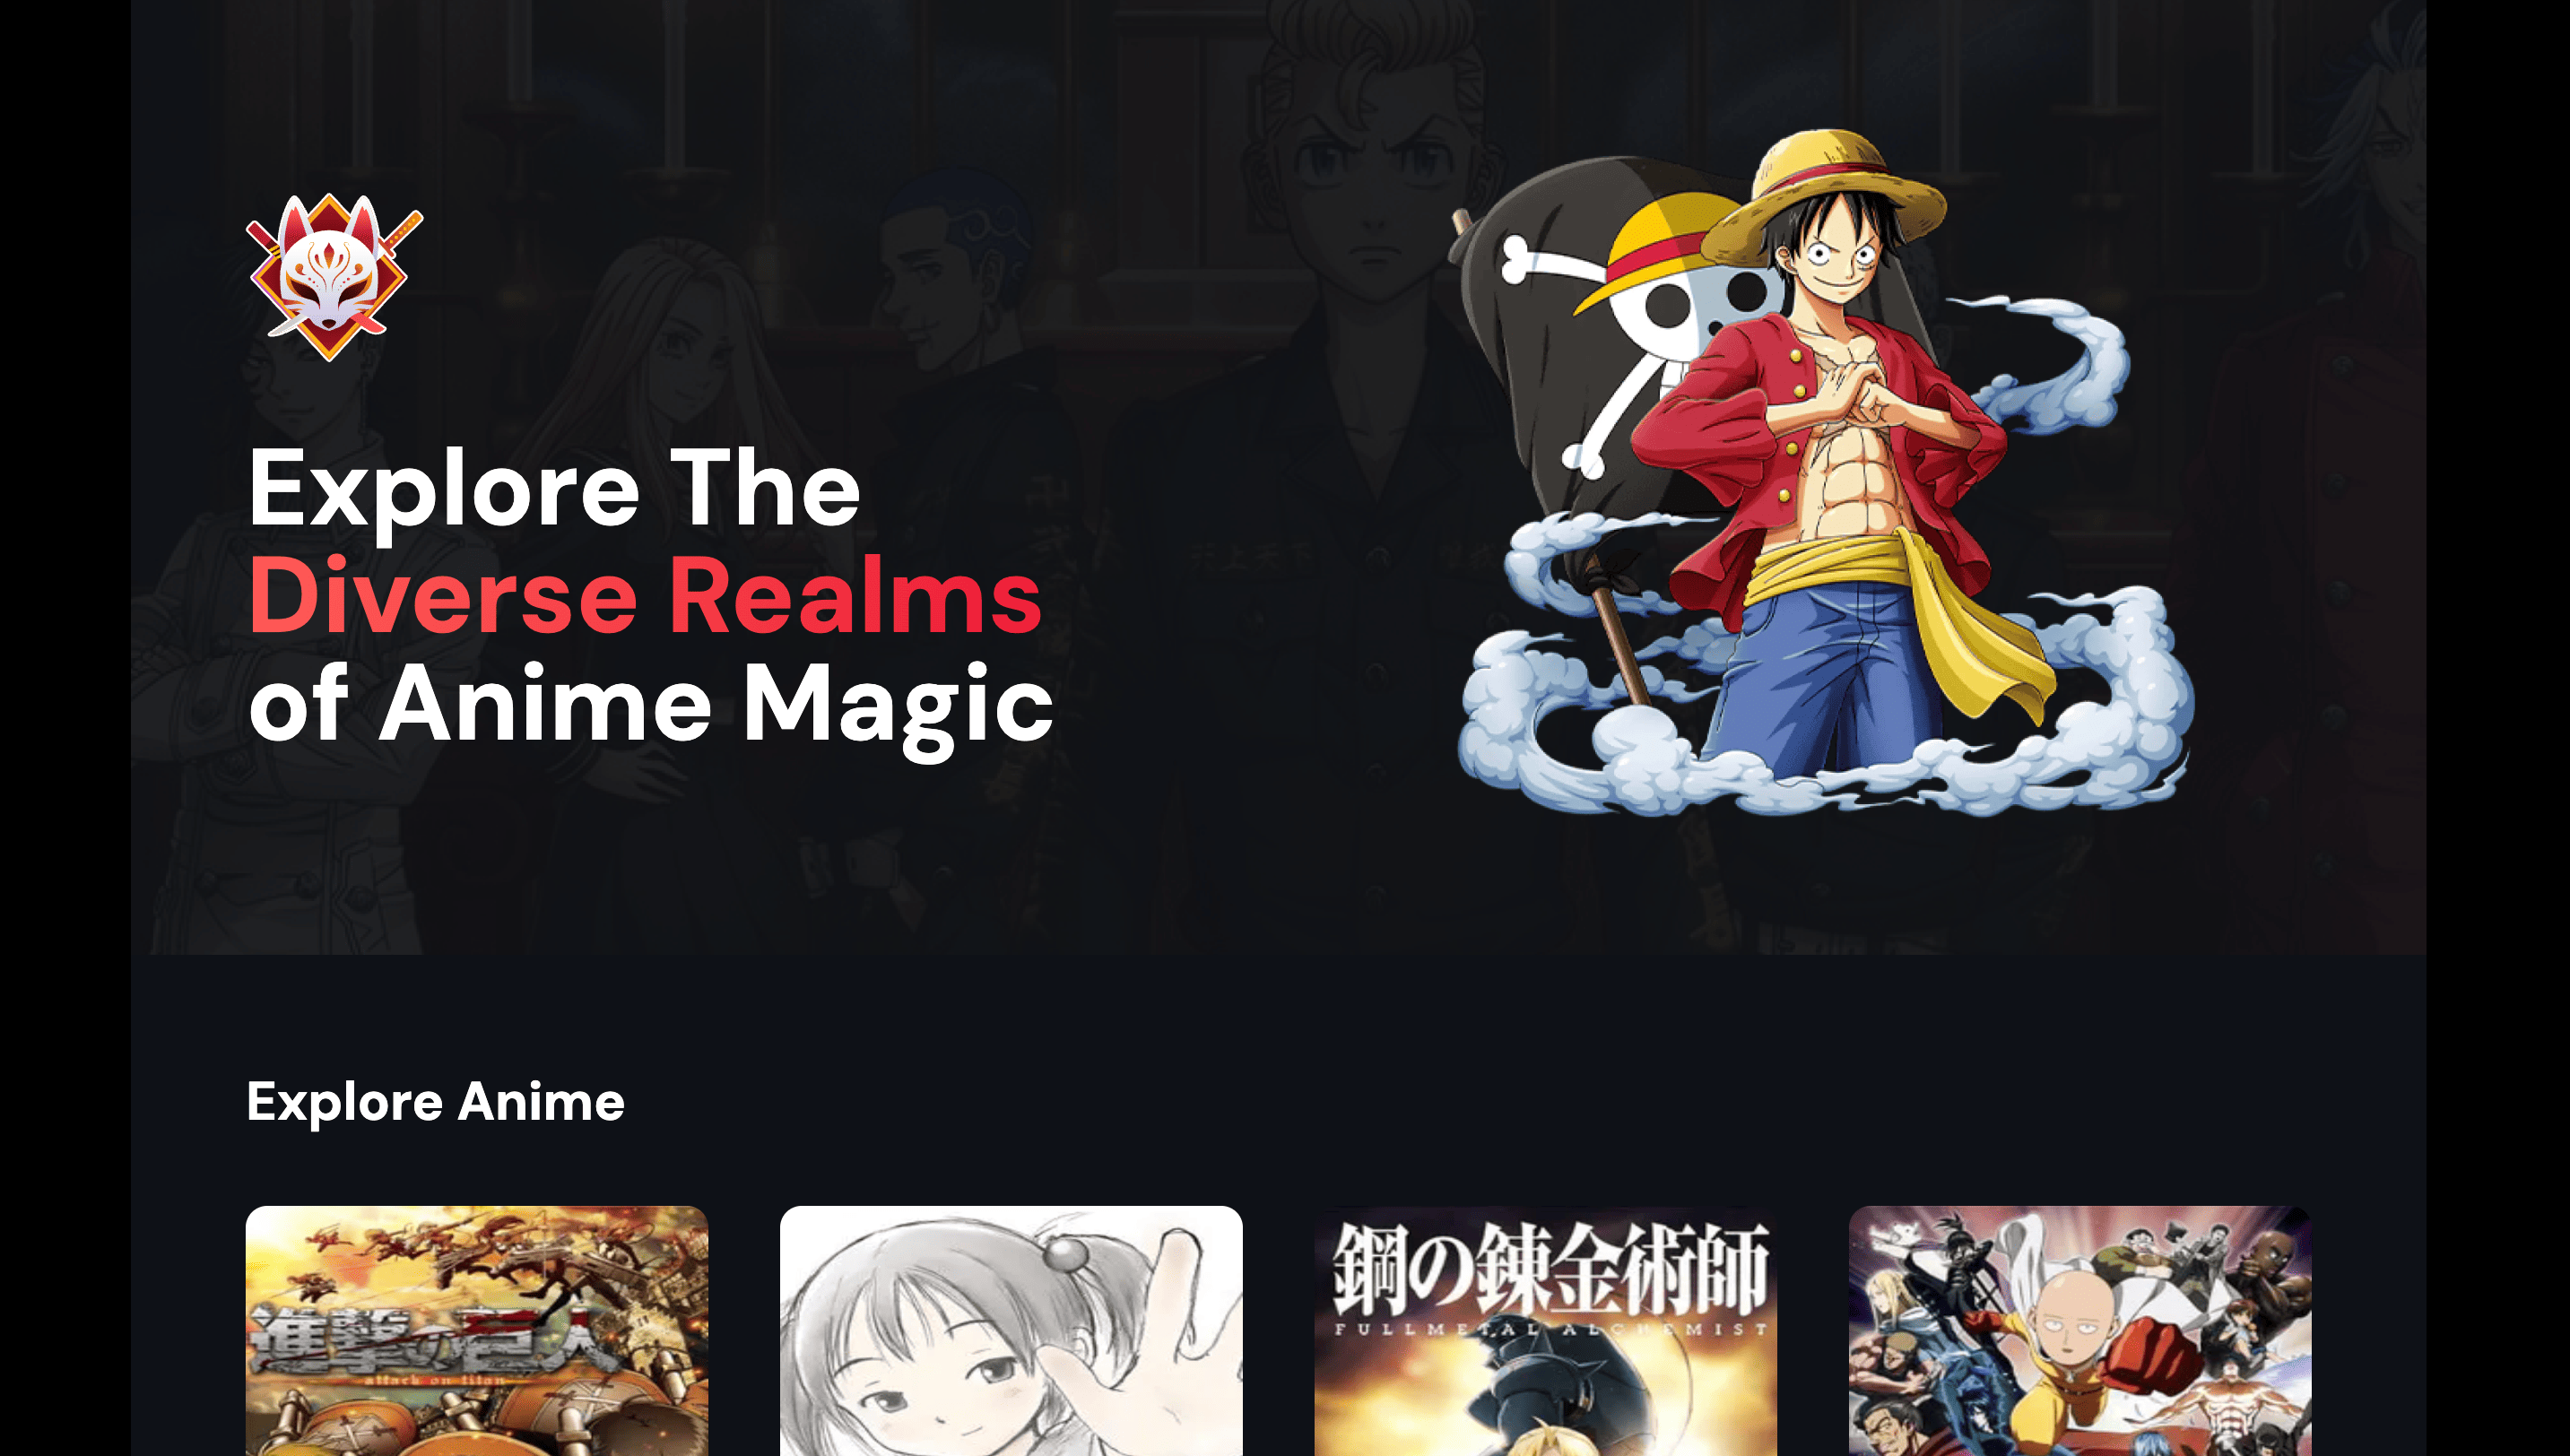 Explore The
Diverse Realms
of Anime Magic
Explore Anime
進撃の巨人
attack on titan
鋼の錬金術師
FULLMETAL ALCHEMIST